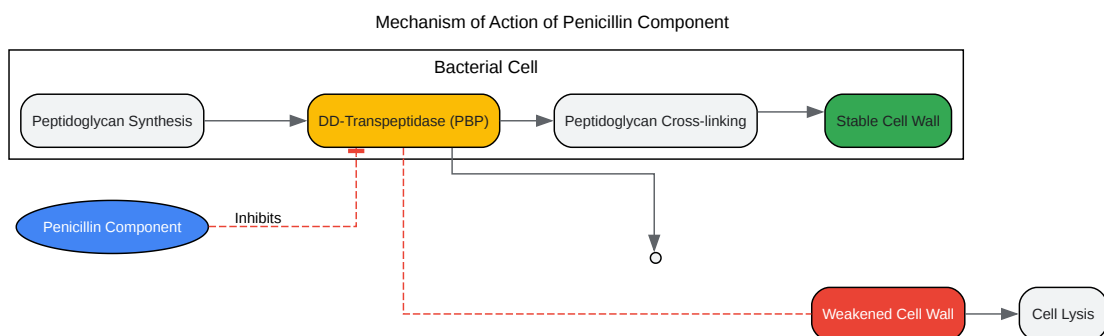 Mechanism of Action of Penicillin Component
Bacterial Cell
Peptidoglycan Synthesis
DD-Transpeptidase (PBP)
Peptidoglycan Cross-linking
Stable Cell Wall
Penicillin Component
Inhibits
Weakened Cell Wall
Cell Lysis